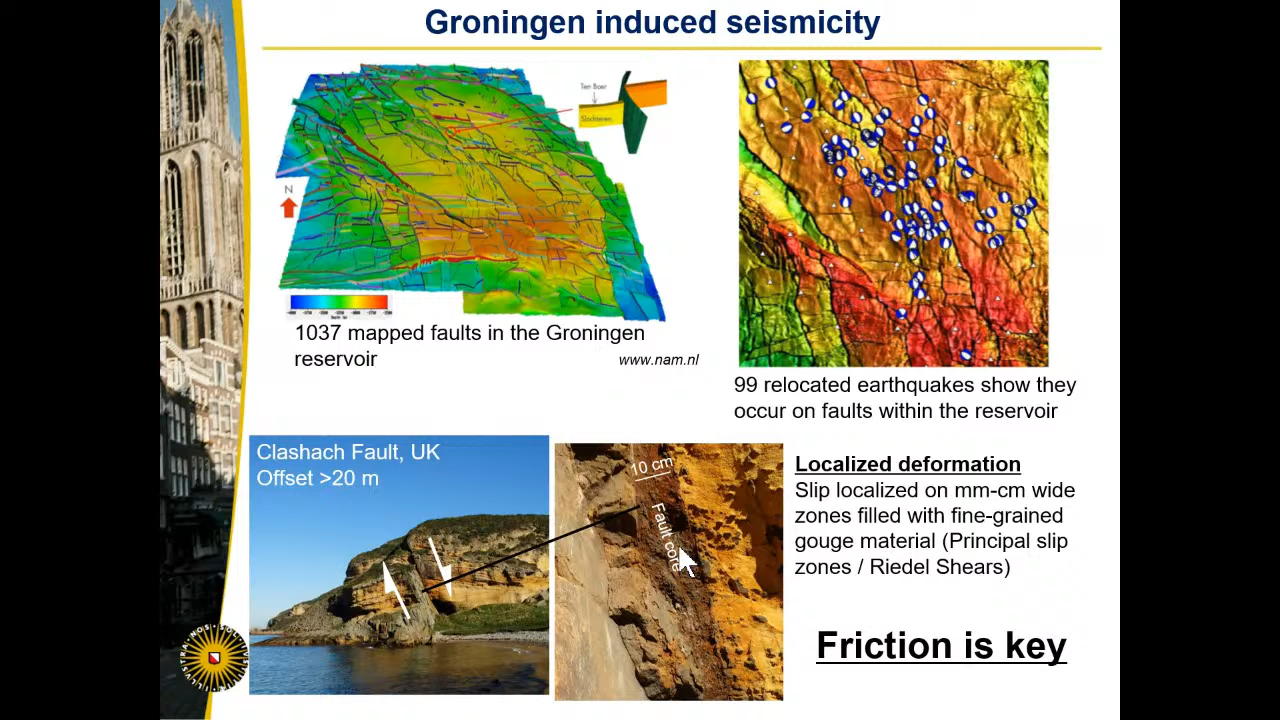 Groningen induced seismicity
Ten Boer
Slochteren
N
1037 mapped faults in the Groningen
reservoir
www.nam.nl
99 relocated earthquakes show they
occur on faults within the reservoir
Clashach Fault, UK
Offset >20 m
10 cm
Fault core
Localized deformation
Slip localized on mm-cm wide
zones filled with fine-grained
gouge material (Principal slip
zones / Riedel Shears)
Friction is key